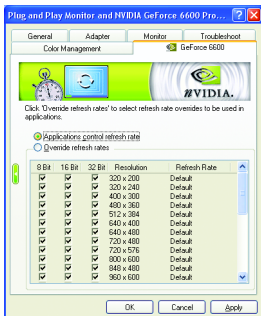 Plug and Play Monitor and NVIDIA GeForce 6600 Pro...
General Adapter Monitor Troubleshoot
Color Management GeForce 6600
NVIDIA.
Click 'Override refresh rates' to select refresh rate overrides to be used in
applications.
Applications control refresh rate
Override refresh rates
8 Bit 16 Bit 32 Bit Resolution Refresh Rate
320 x 200 Default
320 x 240 Default
400 x 300 Default
480 x 360 Default
512 x 384 Default
640 x 400 Default
640 x 480 Default
720 x 480 Default
720 x 576 Default
800 x 600 Default
848 x 480 Default
960 x 600 Default
OK Cancel Apply